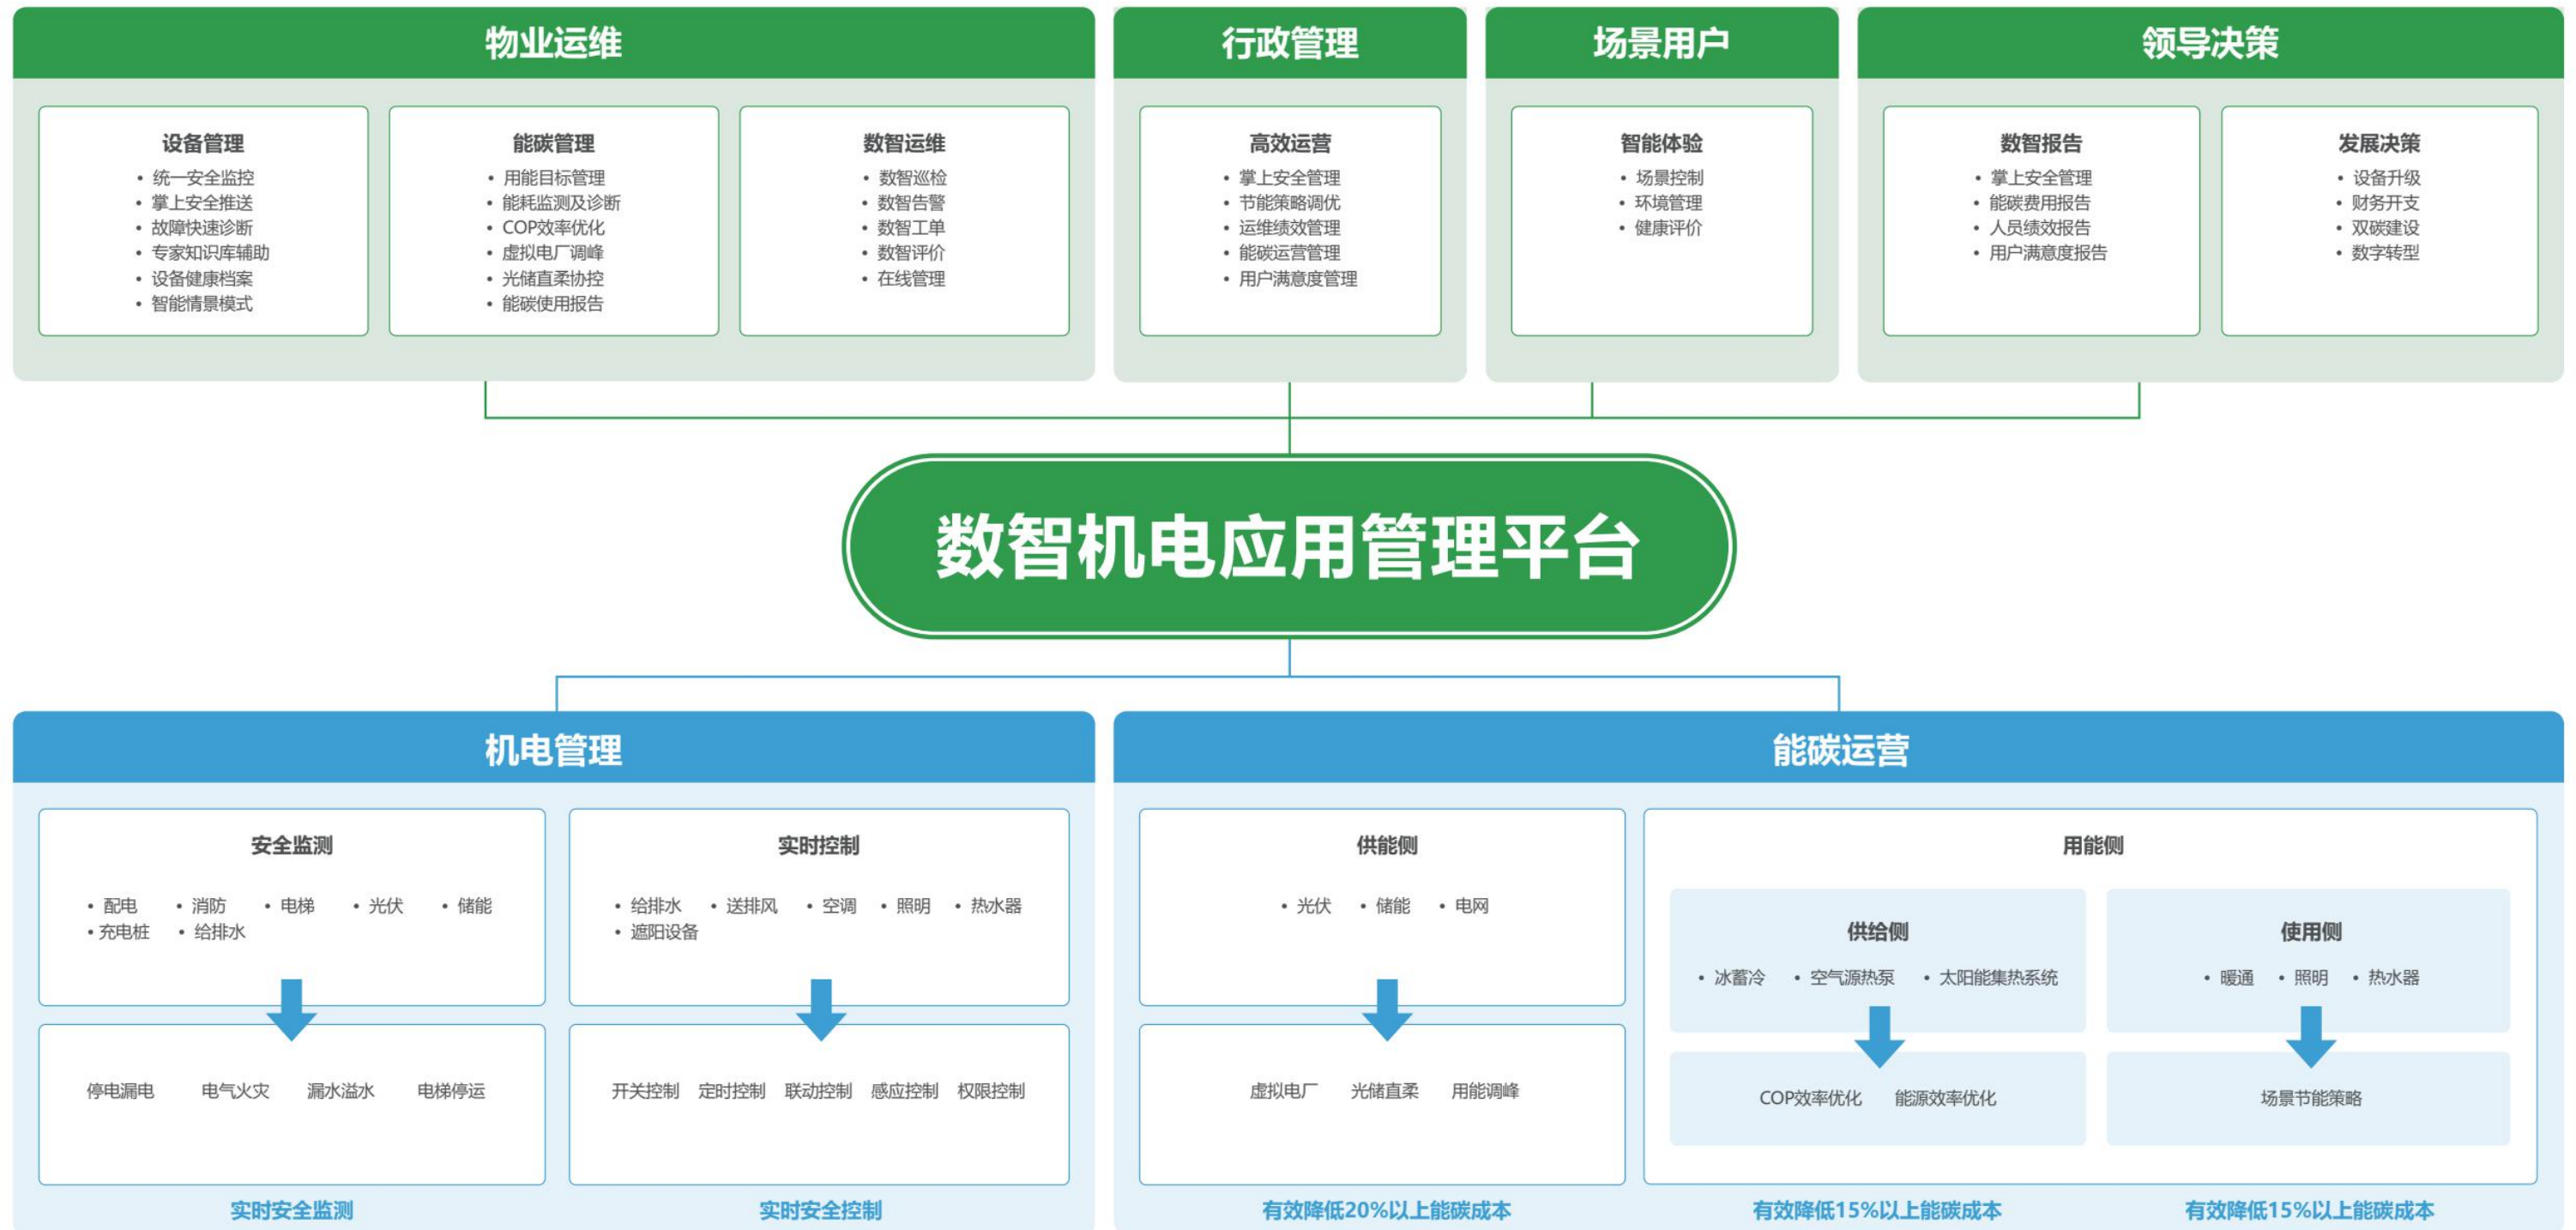 物业运维
设备管理
• 统一安全监控
• 掌上安全推送
• 故障快速诊断
• 专家知识库辅助
• 设备健康档案
• 智能情景模式
能碳管理
• 用能目标管理
• 能耗监测及诊断
• COP效率优化
• 虚拟电厂调峰
• 光储直柔协控
• 能碳使用报告
数智运维
• 数智巡检
• 数智告警
• 数智工单
• 数智评价
• 在线管理
行政管理
高效运营
• 掌上安全管理
• 节能策略调优
• 运维绩效管理
• 能碳运营管理
• 用户满意度管理
场景用户
智能体验
• 场景控制
• 环境管理
• 健康评价
领导决策
数智报告
• 掌上安全管理
• 能碳费用报告
• 人员绩效报告
• 用户满意度报告
发展决策
• 设备升级
• 财务开支
• 双碳建设
• 数字转型
数智机电应用管理平台
机电管理
安全监测
• 配电 • 消防 • 电梯 • 光伏 • 储能
• 充电桩 • 给排水
停电漏电 电气火灾 漏水溢水 电梯停运
实时安全监测
实时控制
• 给排水 • 送排风 • 空调 • 照明 • 热水器
• 遮阳设备
开关控制 定时控制 联动控制 感应控制 权限控制
实时安全控制
能碳运营
供能侧
• 光伏 • 储能 • 电网
虚拟电厂 光储直柔 用能调峰
有效降低20%以上能碳成本
用能侧
供给侧
• 冰蓄冷 • 空气源热泵 • 太阳能集热系统
COP效率优化 能源效率优化
有效降低15%以上能碳成本
使用侧
• 暖通 • 照明 • 热水器
场景节能策略
有效降低15%以上能碳成本